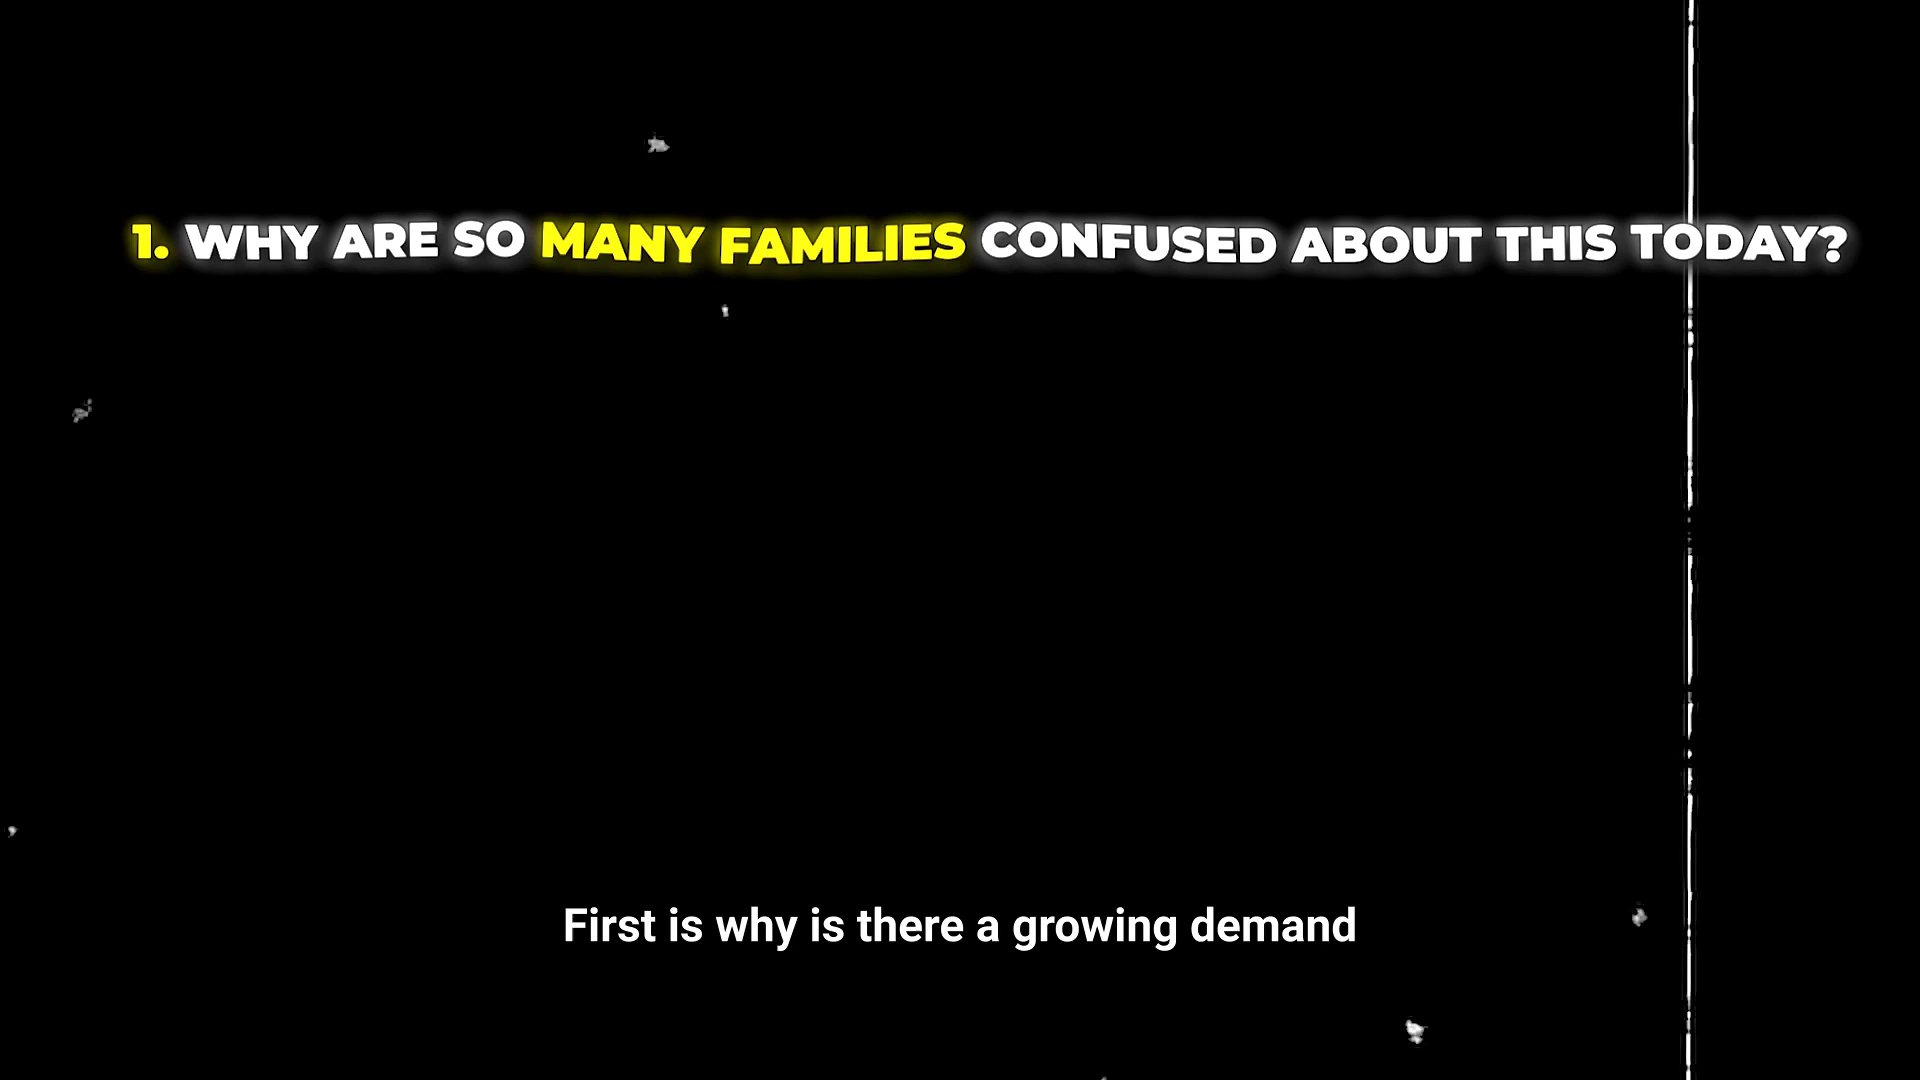 1. WHY ARE SO MANY FAMILIES CONFUSED ABOUT THIS TODAY?
First is why is there a growing demand